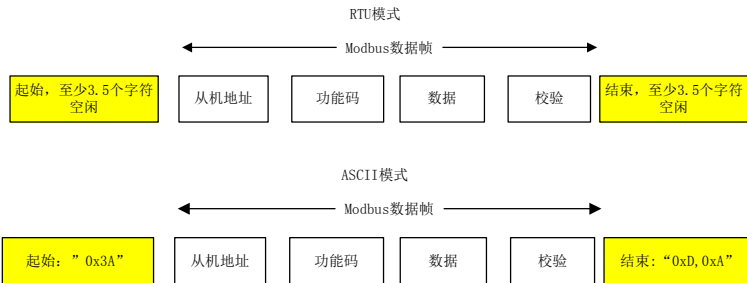 RTU模式
Modbus数据帧
起始，至少3.5个字符
空闲
从机地址
功能码
数据
校验
结束，至少3.5个字符
空闲
ASCII模式
Modbus数据帧
起始：”0x3A”
从机地址
功能码
数据
校验
结束:“0xD,0xA”